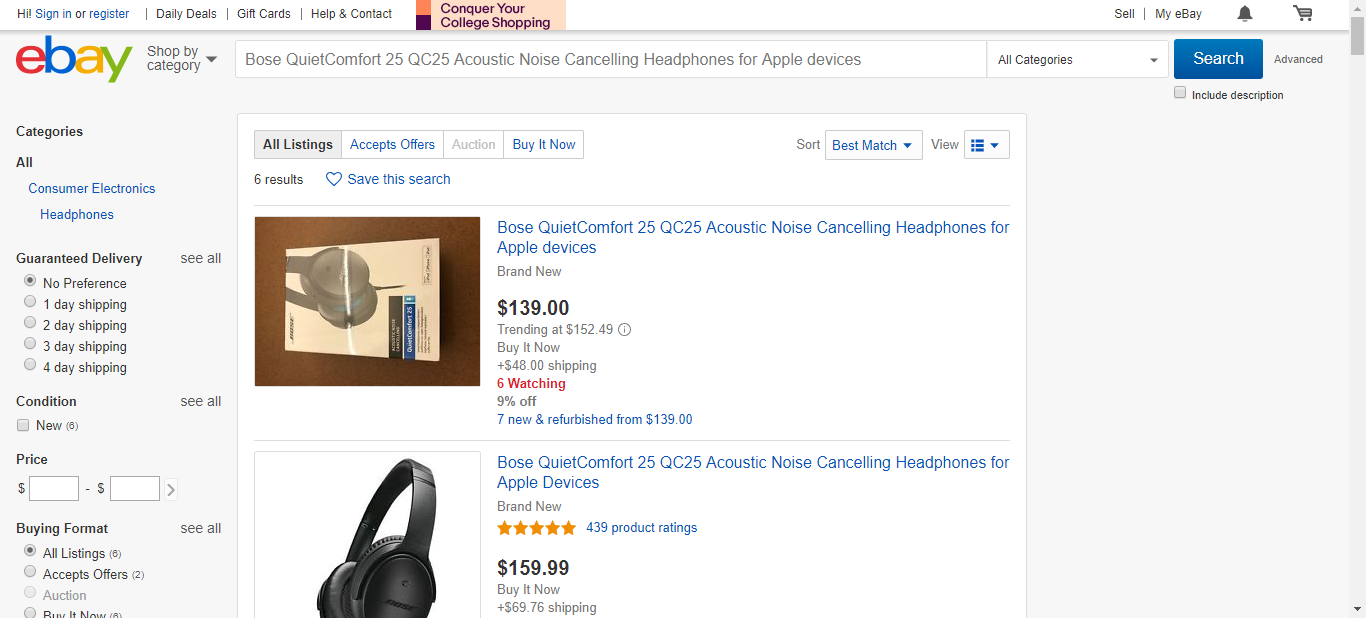 Hi! Sign in or register
Daily Deals
Gift Cards
Help & Contact
Conquer Your
College Shopping
Sell
My eBay
ebay
Shop by
category
Bose QuietComfort 25 QC25 Acoustic Noise Cancelling Headphones for Apple devices
All Categories
Search
Advanced
Include description
Categories
All
Consumer Electronics
Headphones
Guaranteed Delivery see all
No Preference
1 day shipping
2 day shipping
3 day shipping
4 day shipping
Condition see all
New (6)
Price
$ - $
Buying Format see all
All Listings (6)
Accepts Offers (2)
Auction
Buy It Now (6)
All Listings
Accepts Offers
Auction
Buy It Now
Sort
Best Match
View
6 results
Save this search
BOSE
ACOUSTIC NOISE
CANCELLING
QuietComfort 25
Bose QuietComfort 25 QC25 Acoustic Noise Cancelling Headphones for
Apple devices
Brand New
$139.00
Trending at $152.49
Buy It Now
+$48.00 shipping
6 Watching
9% off
7 new & refurbished from $139.00
BOSE
Bose QuietComfort 25 QC25 Acoustic Noise Cancelling Headphones for
Apple Devices
Brand New
439 product ratings
$159.99
Buy It Now
+$69.76 shipping